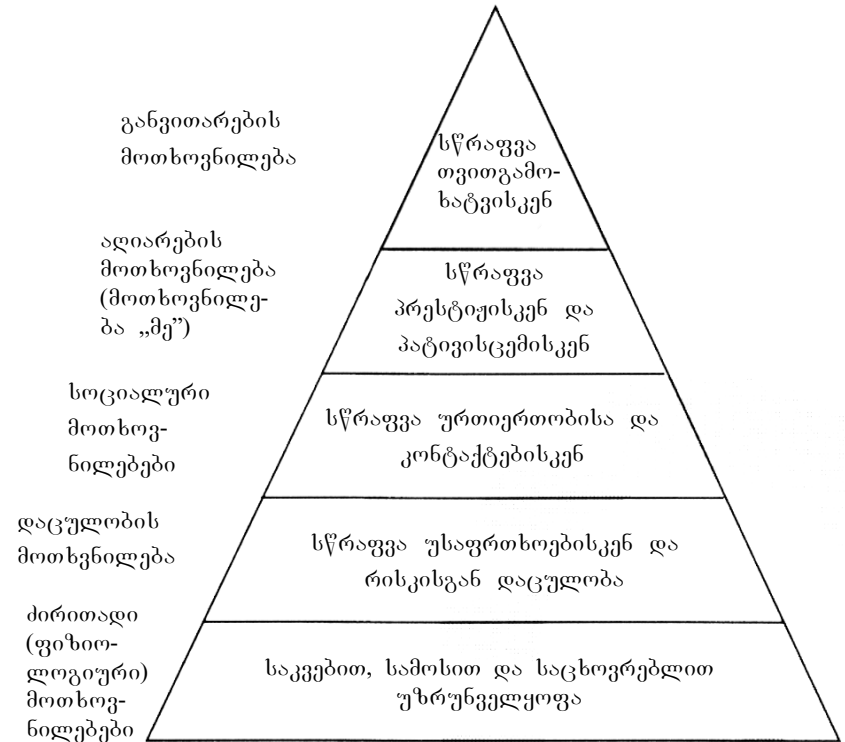 განვითარების
მოთხოვნილება
სწრაფვა
თვითგამო-
ხატვისკენ
აღიარების
მოთხოვნილება
(მოთხოვნილე-
ბა „მე”)
სწრაფვა
პრესტიჟისკენ და
პატივისცემისკენ
სოციალური
მოთხოვ-
ნილებები
სწრაფვა ურთიერთობისა და
კონტაქტებისკენ
დაცულობის
მოთხვნილება
სწრაფვა უსაფრთხოებისკენ და
რისკისგან დაცულობა
ძირითადი
(ფიზიო-
ლოგიური)
მოთხოვ-
ნილებები
საკვებით, სამოსით და საცხოვრებლით
უზრუნველყოფა